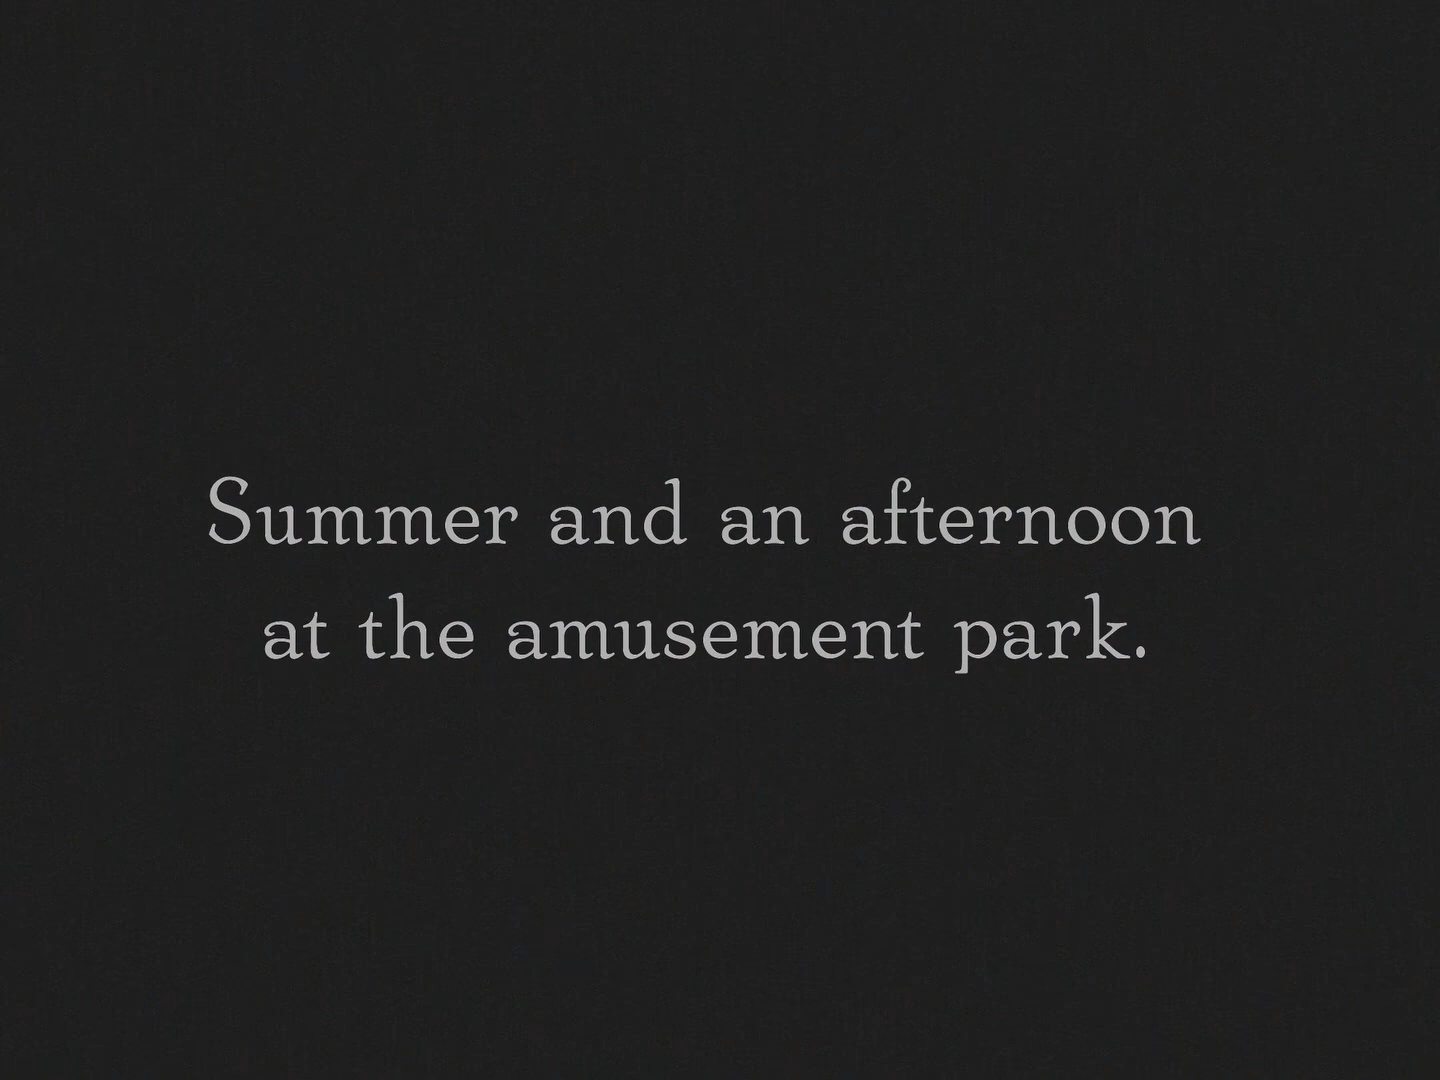 Summer and an afternoon
at the amusement park.